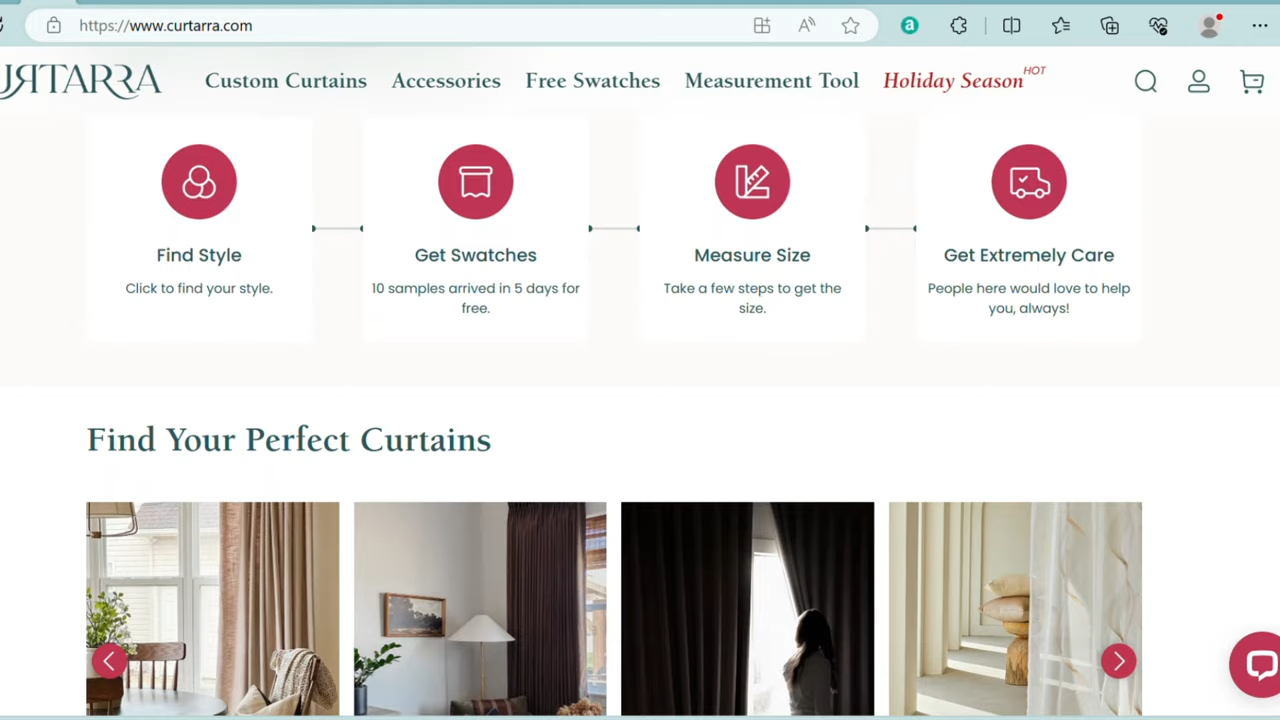 https://www.curtarra.com
URTARRA
Custom Curtains
Accessories
Free Swatches
Measurement Tool
Holiday Season HOT
Find Style
Click to find your style.
Get Swatches
10 samples arrived in 5 days for
free.
Measure Size
Take a few steps to get the
size.
Get Extremely Care
People here would love to help
you, always!
Find Your Perfect Curtains